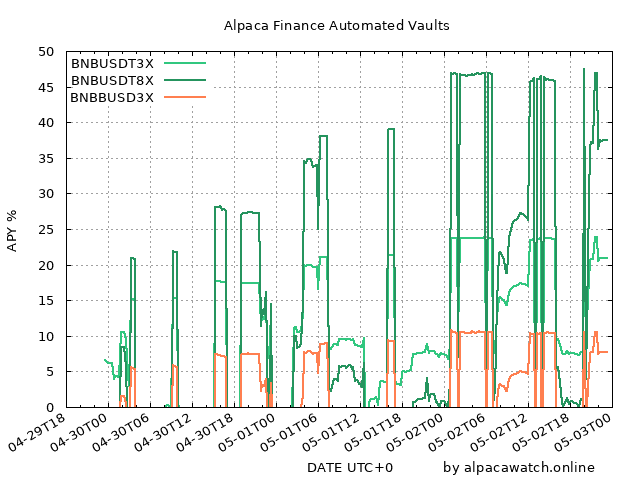 Alpaca Finance Automated Vaults
BNBUSDT3X
BNBUSDT8X
BNBBUSD3X
APY %
50
45
40
35
30
25
20
15
10
5
0
04-29T18
04-30T00
04-30T06
04-30T12
04-30T18
05-01T00
05-01T06
05-01T12
05-01T18
05-02T00
05-02T06
05-02T12
05-02T18
05-03T00
DATE UTC+0
by alpacawatch.online